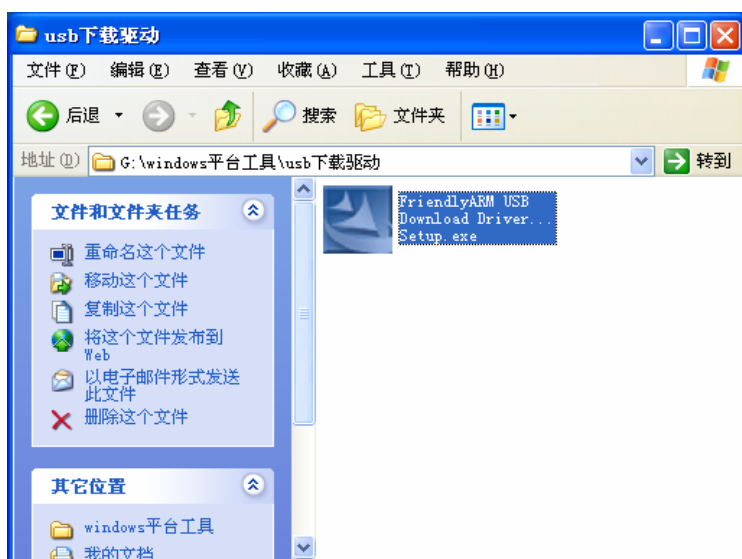 usb下载驱动
文件(F) 编辑(E) 查看(V) 收藏(A) 工具(T) 帮助(H)
后退 搜索 文件夹
地址(D) G:\windows平台工具\usb下载驱动 转到
文件和文件夹任务
重命名这个文件
移动这个文件
复制这个文件
将这个文件发布到
Web
以电子邮件形式发送
此文件
删除这个文件
其它位置
windows平台工具
我的文档
FriendlyARM USB
Download Driver...
Setup.exe